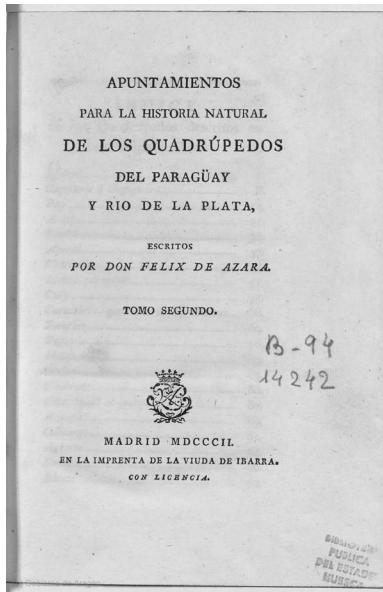 APUNTAMIENTOS
PARA LA HISTORIA NATURAL
DE LOS QUADRÚPEDOS
DEL PARAGÜAY
Y RIO DE LA PLATA,
ESCRITOS
POR DON FELIX DE AZARA.
TOMO SEGUNDO.
B-94
14242
MADRID MDCCCII.
EN LA IMPRENTA DE LA VIUDA DE IBARRA.
CON LICENCIA.
PUBLICA
DEL ESTADO
HUESCA